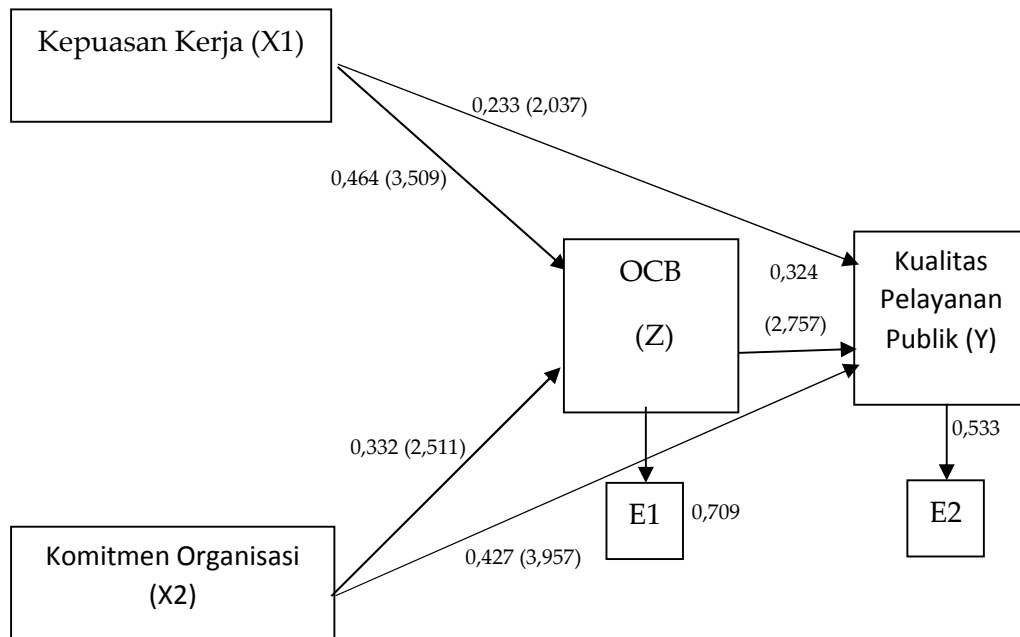 Kepuasan Kerja (X1)
0,233 (2,037)
0,464 (3,509)
OCB
(Z)
0,324
(2,757)
Kualitas
Pelayanan
Publik (Y)
0,332 (2,511)
0,533
E1
0,709
E2
0,427 (3,957)
Komitmen Organisasi
(X2)